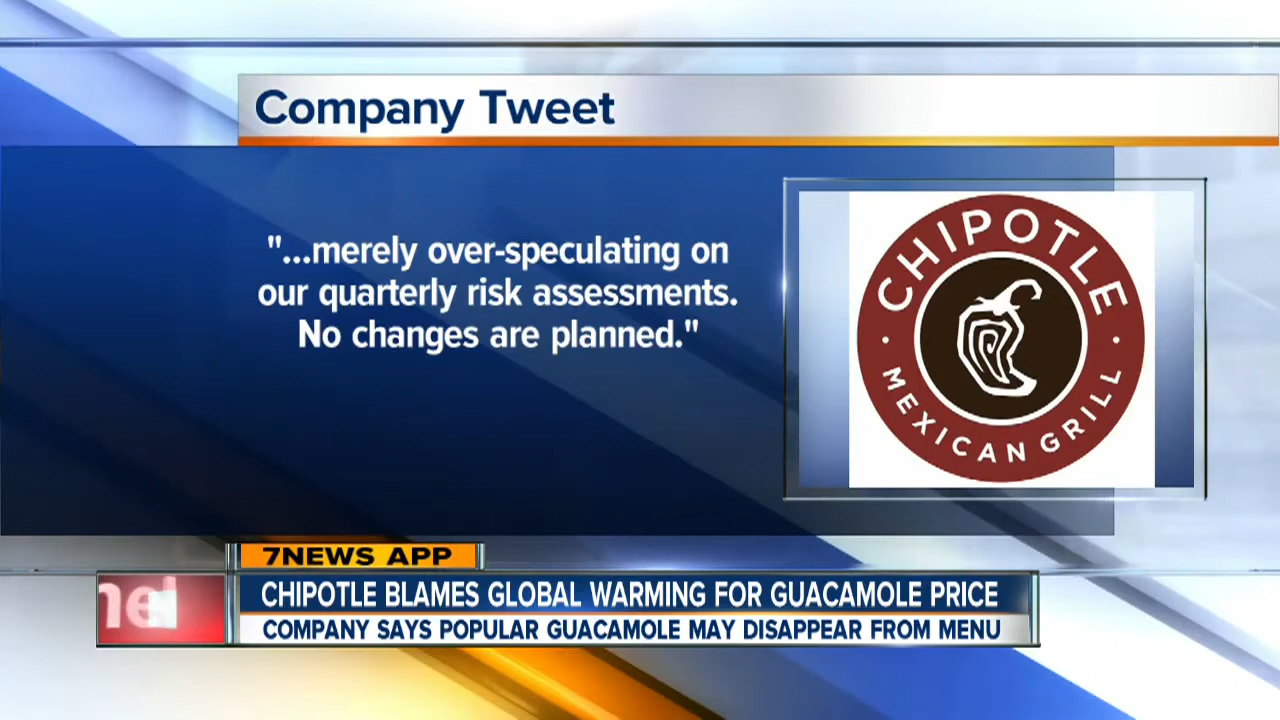 Company Tweet
"...merely over-speculating on
our quarterly risk assessments.
No changes are planned."
CHIPOTLE
MEXICAN GRILL
7NEWS APP
CHIPOTLE BLAMES GLOBAL WARMING FOR GUACAMOLE PRICE
COMPANY SAYS POPULAR GUACAMOLE MAY DISAPPEAR FROM MENU